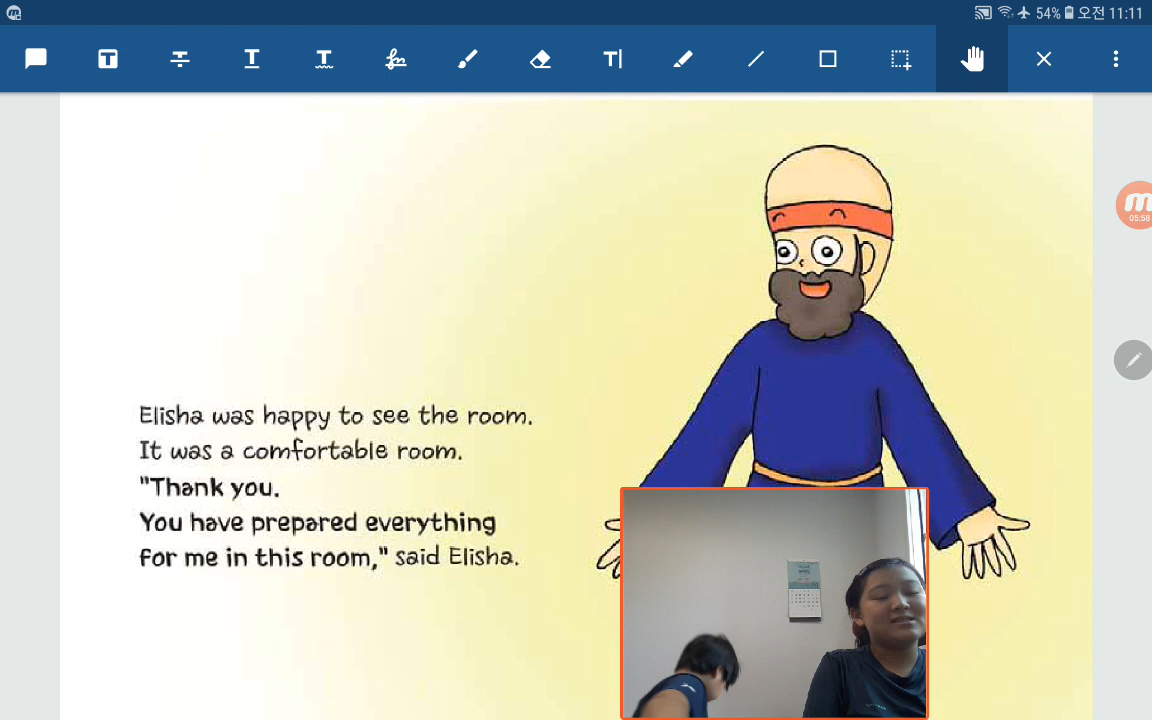 54% 오전 11:11
05:58
Elisha was happy to see the room.
It was a comfortable room.
"Thank you.
You have prepared everything
for me in this room," said Elisha.